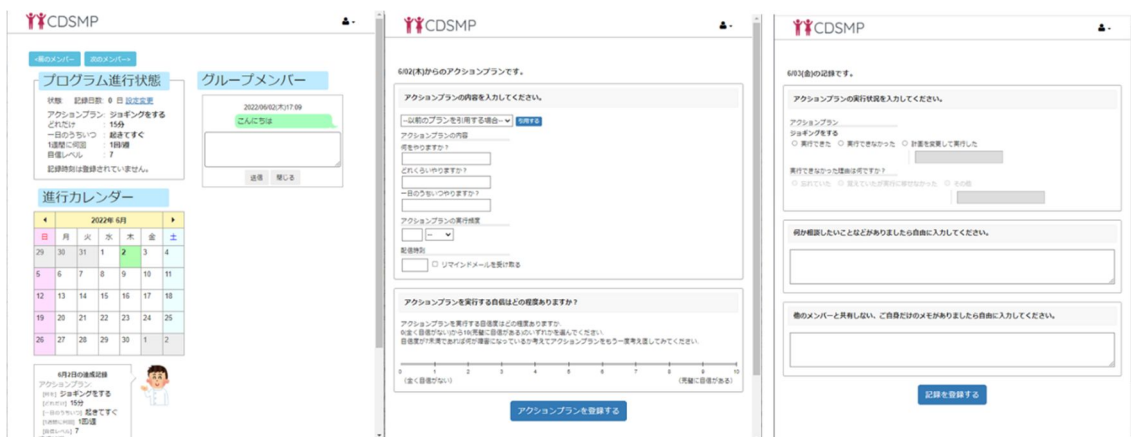 CDSMP
<前のメンバー 次のメンバー>
プログラム進行状態
状態: 記録日数: 0 日 設定変更
アクションプラン: ジョギングをする
どれだけ : 15分
一日のうちいつ : 起きてすぐ
1週間に何回 : 1回/週
自信レベル : 7
記録時刻は登録されていません。
グループメンバー
2022/06/02(木)17:09
こんにちは
送信 閉じる
進行カレンダー
2022年 6月
日 月 火 水 木 金 土
29 30 31 1 2 3 4
5 6 7 8 9 10 11
12 13 14 15 16 17 18
19 20 21 22 23 24 25
26 27 28 29 30 1 2
6月2日の達成記録
アクションプラン:
[何を] ジョギングをする
[どれだけ] 15分
[一日のうちいつ] 起きてすぐ
[1週間に何回] 1回/週
[自信レベル] 7
CDSMP
6/02(木)からのアクションプランです。
アクションプランの内容を入力してください。
--以前のプランを引用する場合-- 引用する
アクションプランの内容
何をやりますか？
どれくらいやりますか？
一日のうちいつやりますか？
アクションプランの実行頻度
--
配信時刻
リマインドメールを受け取る
アクションプランを実行する自信はどの程度ありますか？
アクションプランを実行する自信度はどの程度ありますか。
0(全く自信がない)から10(完璧に自信がある)のいずれかを選んでください。
自信度が7未満であれば何が障害になっているか考えてアクションプランをもう一度考え直してみてください。
0 1 2 3 4 5 6 7 8 9 10
(全く自信がない) (完璧に自信がある)
アクションプランを登録する
CDSMP
6/03(金)の記録です。
アクションプランの実行状況を入力してください。
アクションプラン
ジョギングをする
実行できた 実行できなかった 計画を変更して実行した
実行できなかった理由は何ですか？
忘れていた 覚えていたが実行に移せなかった その他
何か相談したいことなどがありましたら自由に入力してください。
他のメンバーと共有しない、ご自身だけのメモがありましたら自由に入力してください。
記録を登録する